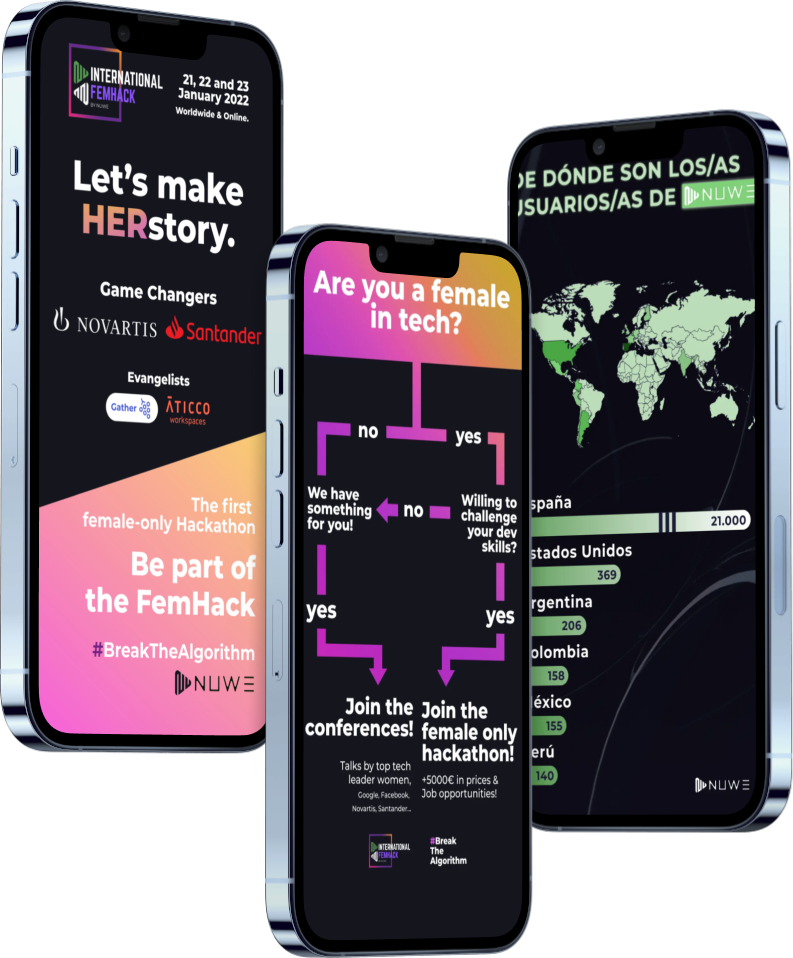 INTERNATIONAL
FEMHACK
BY NUWE
21, 22 and 23
January 2022
Worldwide & Online.
Let's make
HERstory.
Game Changers
NOVARTIS
Santander
Evangelists
Gather
ĀTICCO
workspaces
The first
female-only Hackathon
Be part of
the FemHack
#BreakTheAlgorithm
NUWE
Are you a female
in tech?
no
yes
We have
something
for you!
no
Willing to
challenge
your dev
skills?
yes
yes
Join the
conferences!
Talks by top tech
leader women,
Google, Facebook,
Novartis, Santander...
Join the
female only
hackathon!
+5000€ in prices &
Job opportunities!
INTERNATIONAL
FEMHACK
#Break
The
Algorithm
DE DÓNDE SON LOS/AS
USUARIOS/AS DE NUWE
spaña
21.000
stados Unidos
369
rgentina
206
olombia
158
éxico
155
erú
140
NUWE